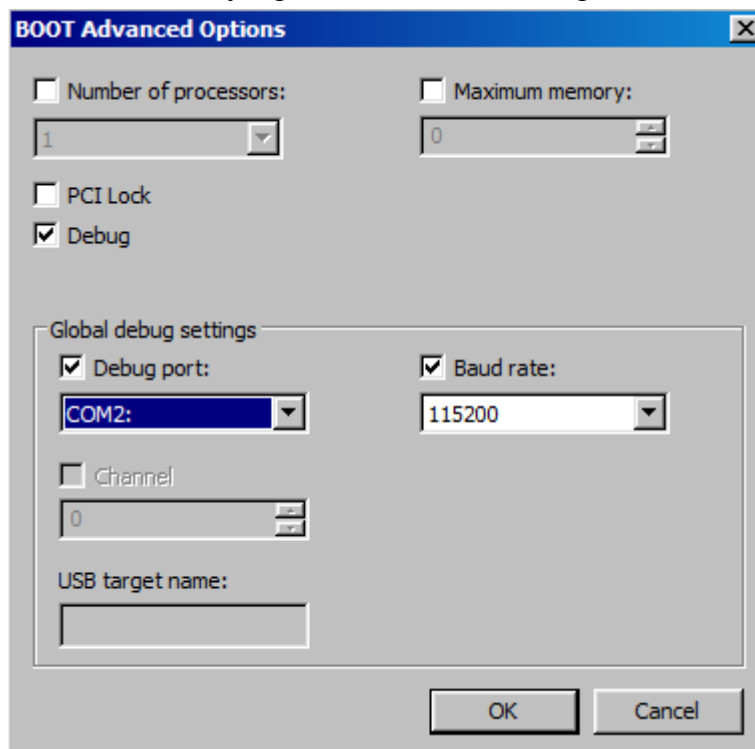 BOOT Advanced Options
Number of processors:
Maximum memory:
1
0
PCI Lock
Debug
Global debug settings
Debug port:
Baud rate:
COM2:
115200
Channel
0
USB target name:
OK
Cancel